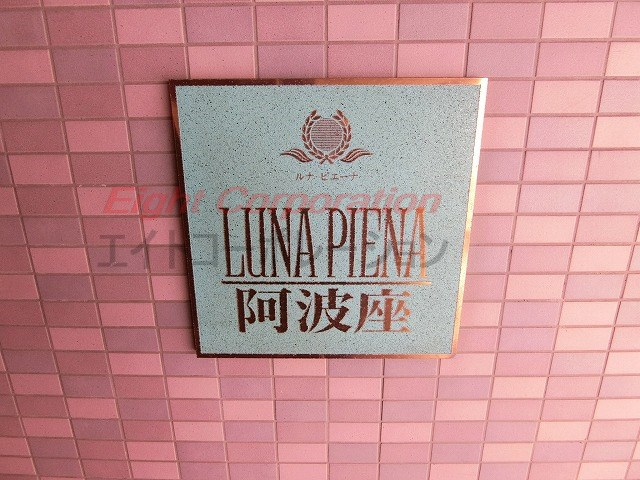 ルナ ピエーナ
Eight Corporation
LUNA PIENA
エイトコーポレーション
阿波座